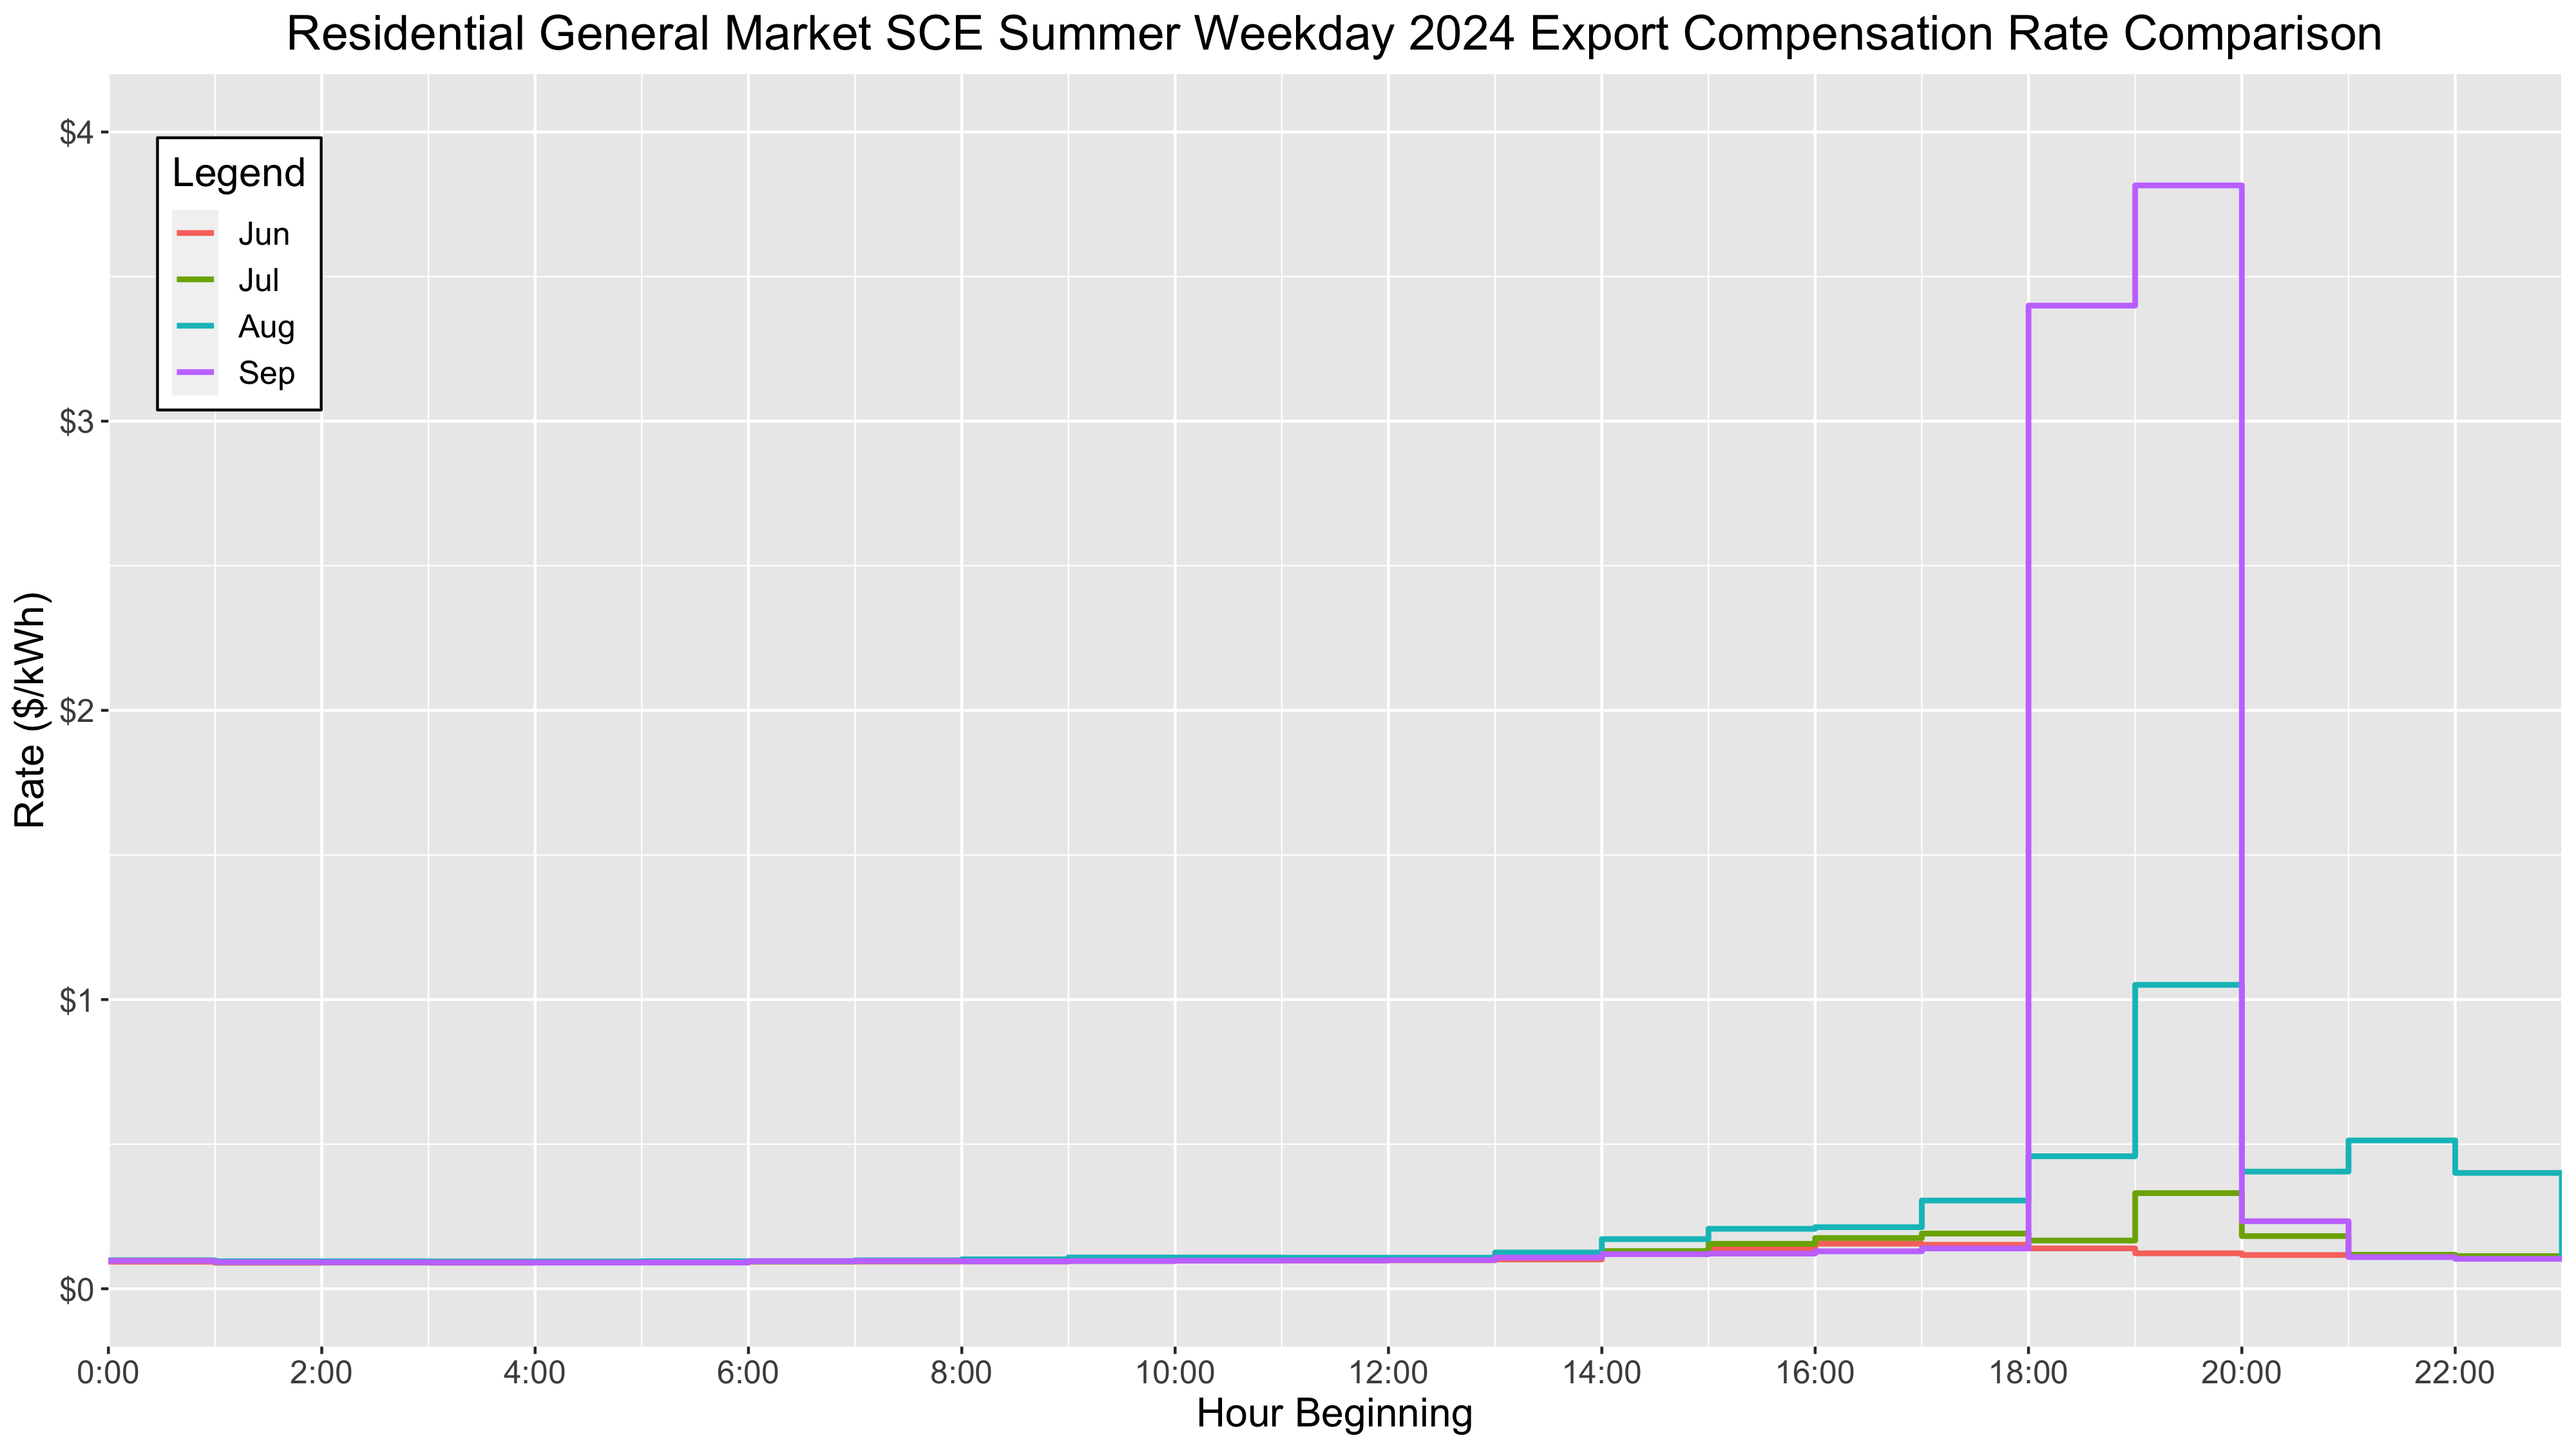 Residential General Market SCE Summer Weekday 2024 Export Compensation Rate Comparison
$4
Legend
Jun
Jul
Aug
Sep
$3
Rate ($/kWh)
$2
$1
$0
0:00 2:00 4:00 6:00 8:00 10:00 12:00 14:00 16:00 18:00 20:00 22:00
Hour Beginning